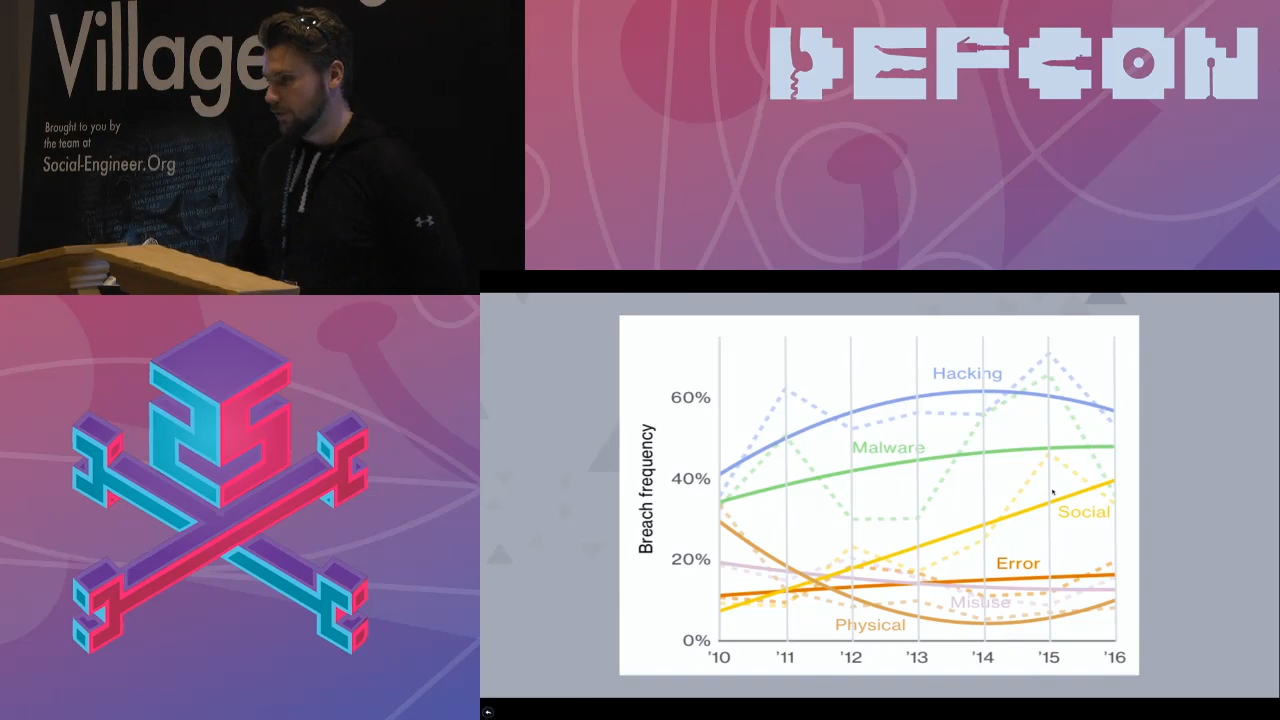 Village
Brought to you by
the team at
Social-Engineer.Org
DEFCON
Breach frequency
60%
40%
20%
0%
Hacking
Malware
Social
Error
Misuse
Physical
'10 '11 '12 '13 '14 '15 '16